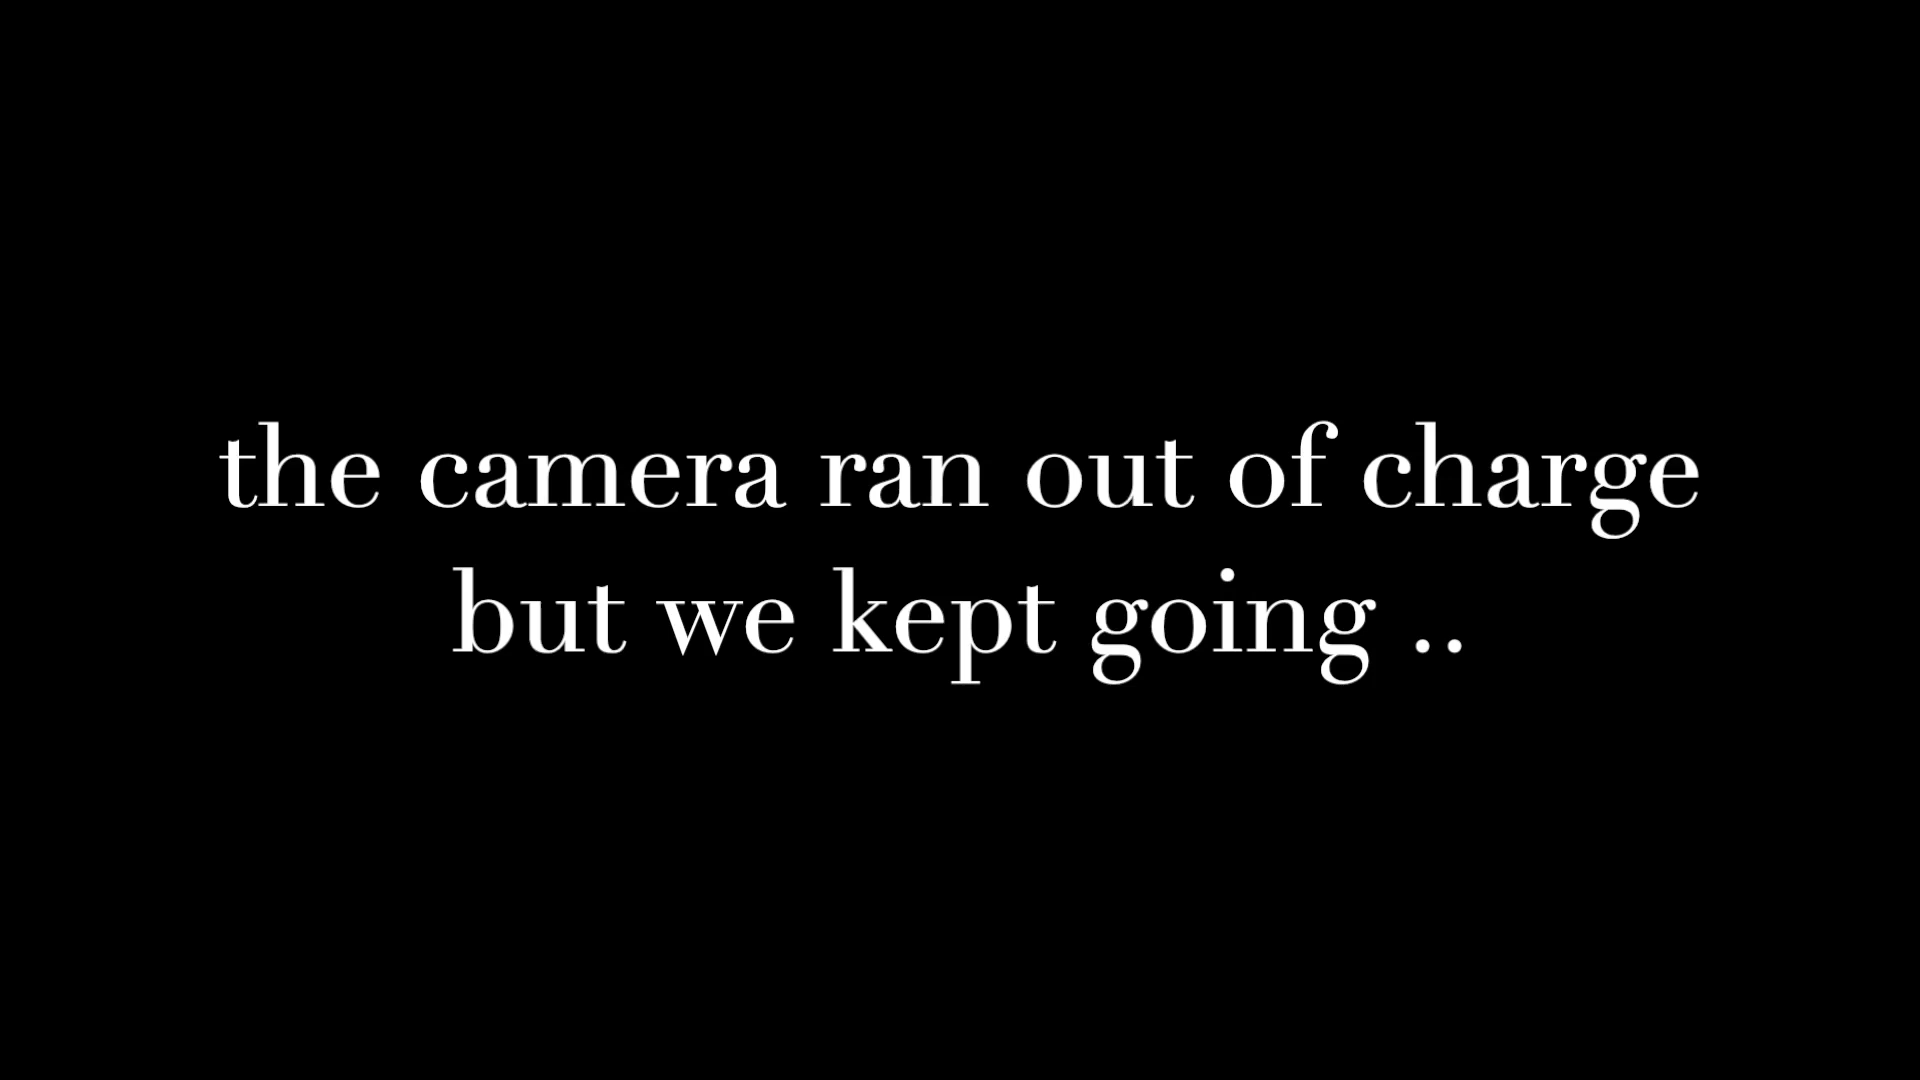 the camera ran out of charge
but we kept going ..